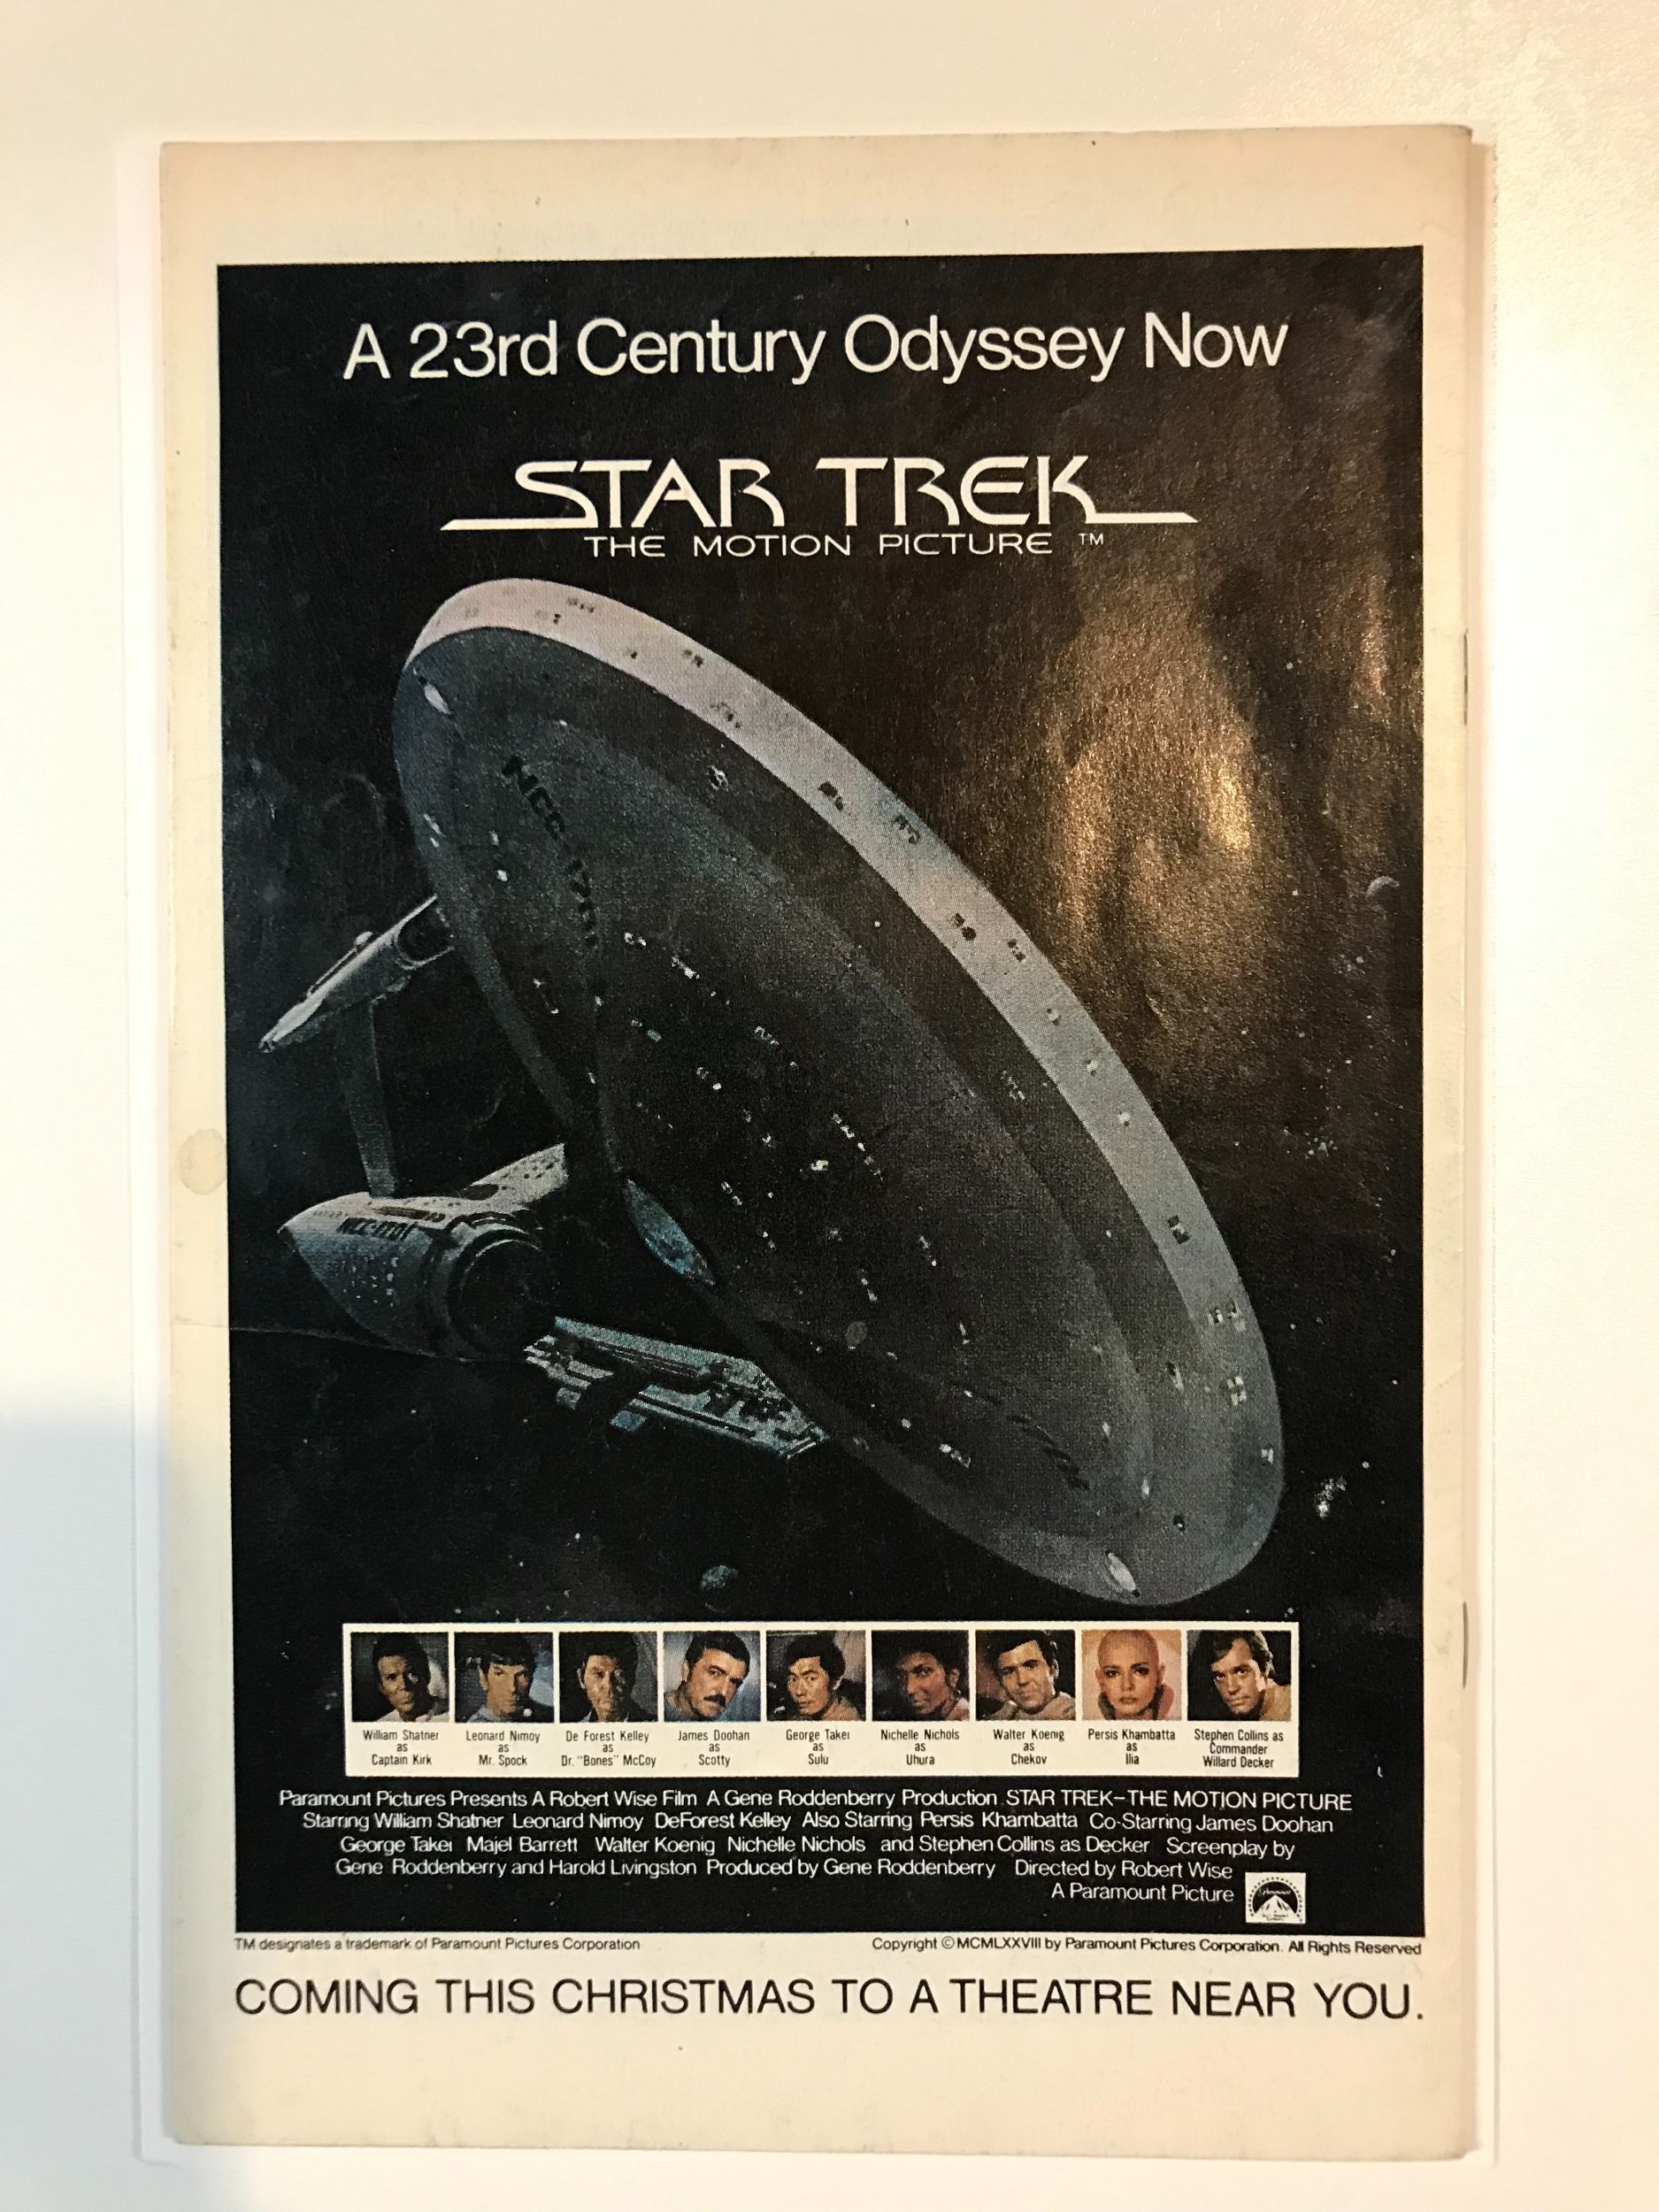 A 23rd Century Odyssey Now
STAR TREK
THE MOTION PICTURE ™
NCC-1701
NCC-1701
William Shatner
as
Captain Kirk
Leonard Nimoy
as
Mr. Spock
De Forest Kelley
as
Dr. "Bones" McCoy
James Doohan
as
Scotty
George Takei
as
Sulu
Nichelle Nichols
as
Uhura
Walter Koenig
as
Chekov
Persis Khambatta
as
Ilia
Stephen Collins as
Commander
Willard Decker
Paramount Pictures Presents A Robert Wise Film A Gene Roddenberry Production STAR TREK–THE MOTION PICTURE
Starring William Shatner Leonard Nimoy DeForest Kelley Also Starring Persis Khambatta Co-Starring James Doohan
George Takei Majel Barrett Walter Koenig Nichelle Nichols and Stephen Collins as Decker Screenplay by
Gene Roddenberry and Harold Livingston Produced by Gene Roddenberry Directed by Robert Wise
A Paramount Picture
Paramount
TM designates a trademark of Paramount Pictures Corporation
Copyright © MCMLXXVIII by Paramount Pictures Corporation. All Rights Reserved
COMING THIS CHRISTMAS TO A THEATRE NEAR YOU.